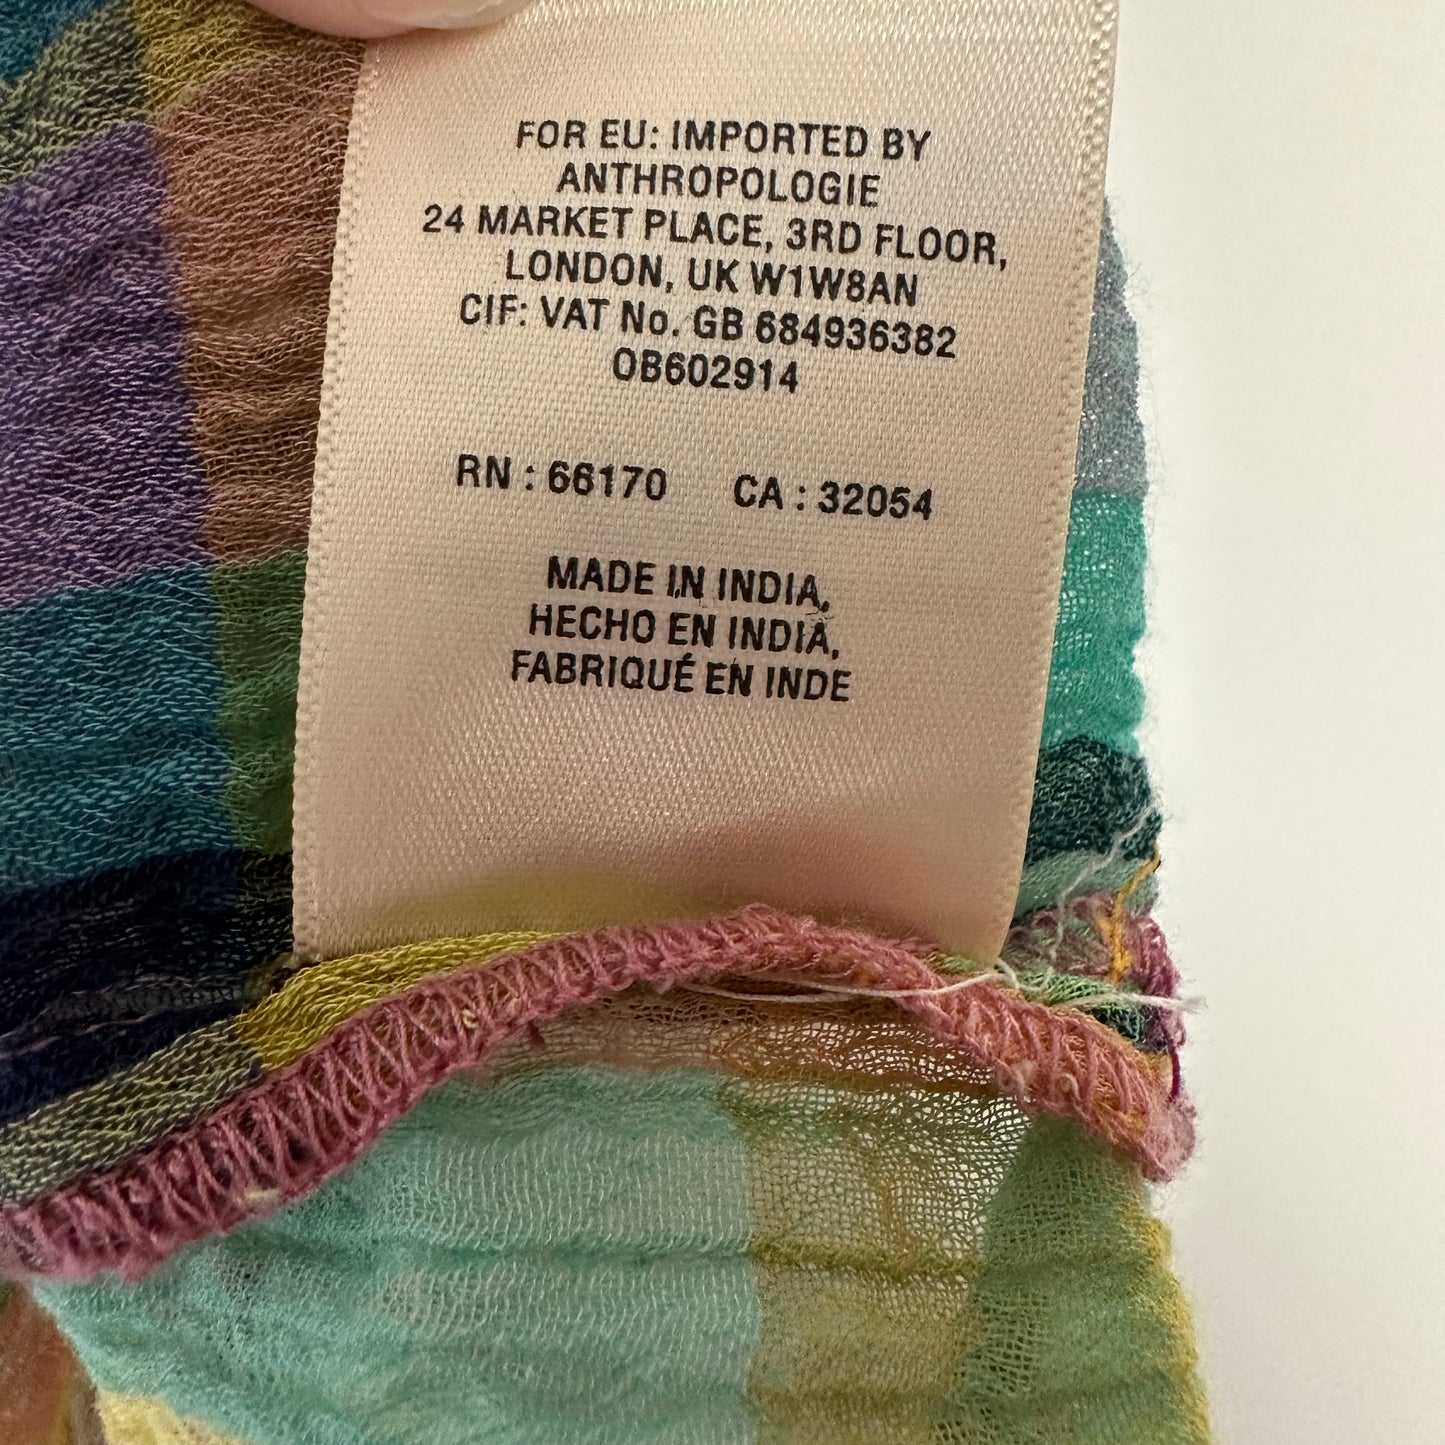 FOR EU: IMPORTED BY
ANTHROPOLOGIE
24 MARKET PLACE, 3RD FLOOR,
LONDON, UK W1W8AN
CIF: VAT No. GB 684936382
OB602914
RN : 66170 CA : 32054
MADE IN INDIA,
HECHO EN INDIA,
FABRIQUÉ EN INDE